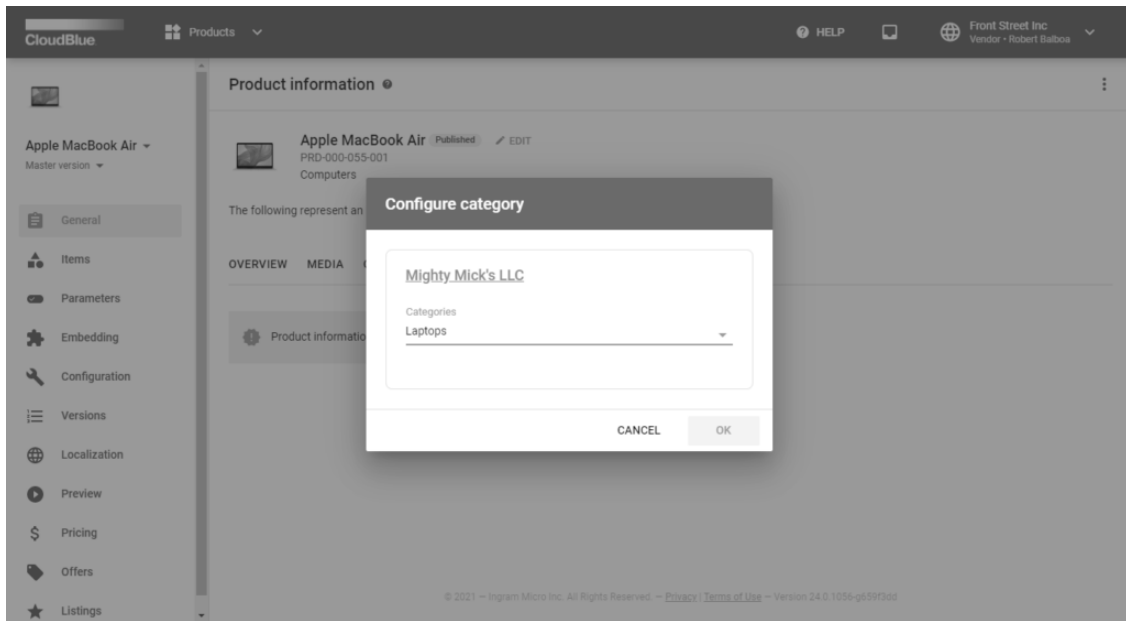 CloudBlue
Products
HELP
Front Street Inc
Vendor • Robert Balboa
Apple MacBook Air
Master version
General
Items
Parameters
Embedding
Configuration
Versions
Localization
Preview
Pricing
Offers
Listings
Product information
Apple MacBook Air Published EDIT
PRD-000-055-001
Computers
The following represent an
OVERVIEW MEDIA
Product informatio
Configure category
Mighty Mick's LLC
Categories
Laptops
CANCEL OK
© 2021 — Ingram Micro Inc. All Rights Reserved. — Privacy | Terms of Use — Version 24.0.1056-g659f3dd